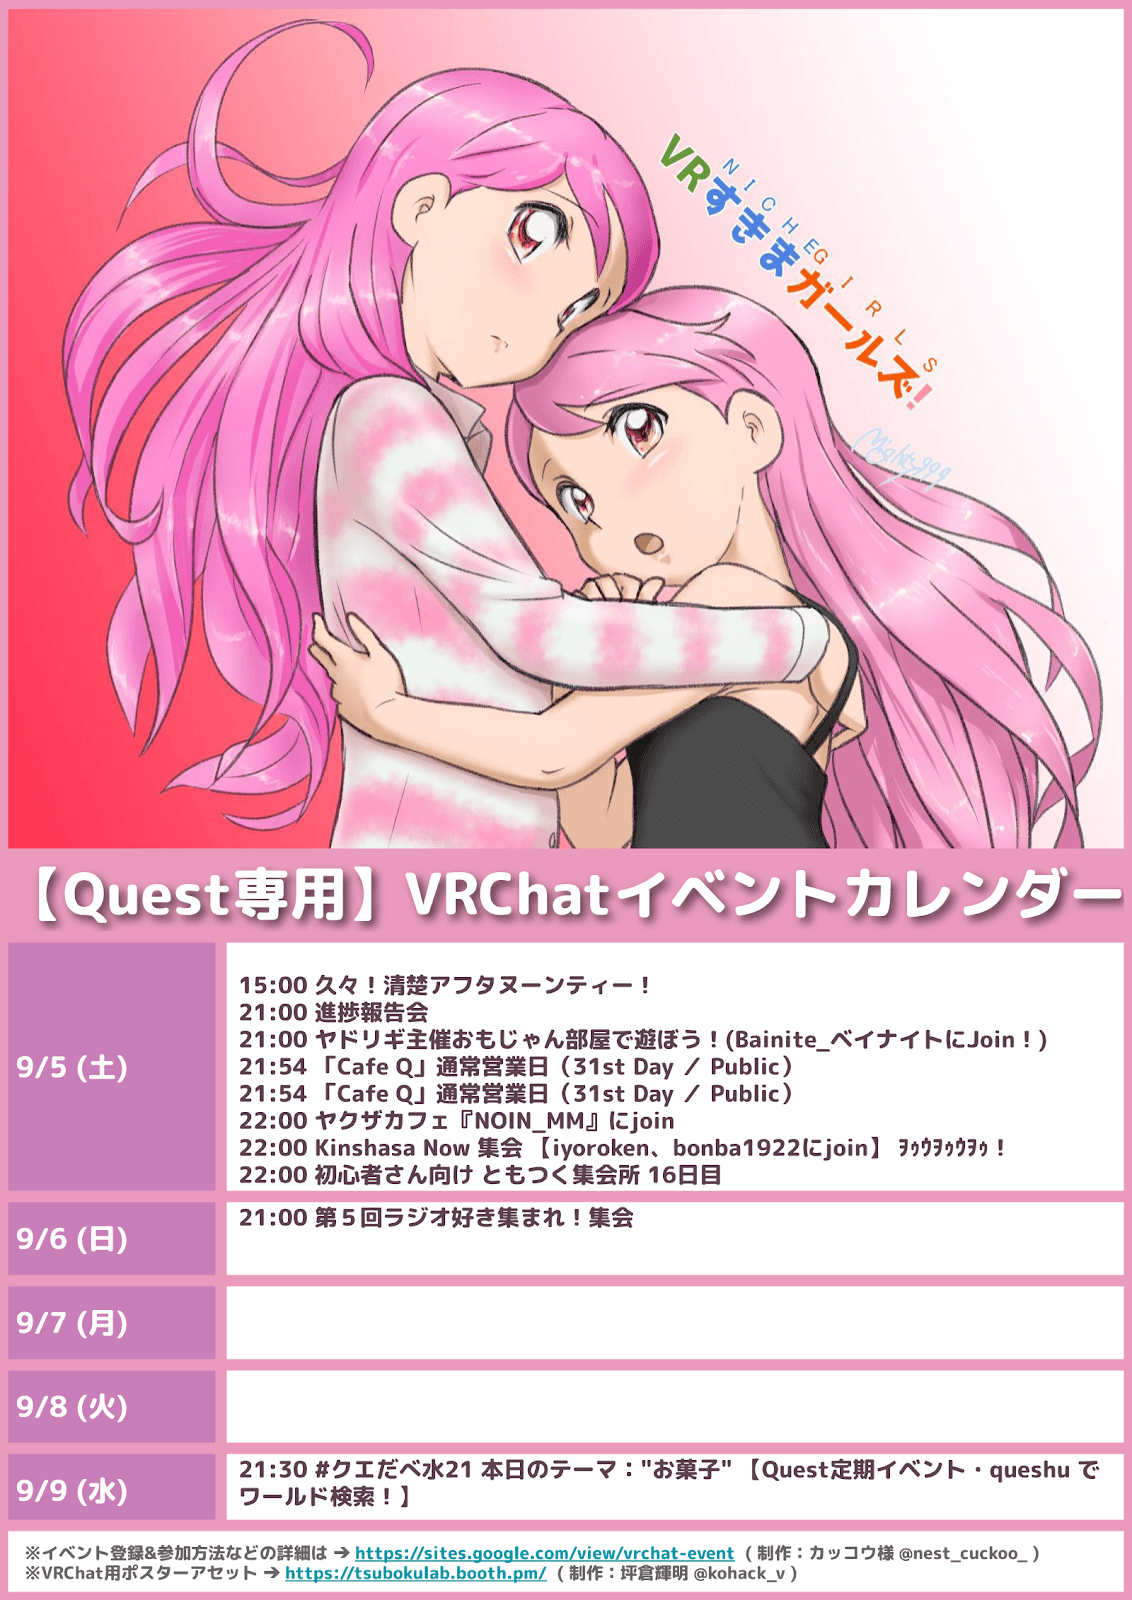 VRすきまガールズ!
NICHEGIRLS
Mighty999
【Quest専用】VRChatイベントカレンダー
9/5 (土)
15:00 久々！清楚アフタヌーンティー！
21:00 進捗報告会
21:00 ヤドリギ主催おもじゃん部屋で遊ぼう！(Bainite_ベイナイトにJoin！)
21:54 「Cafe Q」通常営業日（31st Day ／ Public）
21:54 「Cafe Q」通常営業日（31st Day ／ Public）
22:00 ヤクザカフェ『NOIN_MM』にjoin
22:00 Kinshasa Now 集会 【iyoroken、bonba1922にjoin】 ｦｩｳｦｩｳｦｩ！
22:00 初心者さん向け ともつく集会所 16日目
9/6 (日)
21:00 第５回ラジオ好き集まれ！集会
9/7 (月)
9/8 (火)
9/9 (水)
21:30 #クエだべ水21 本日のテーマ："お菓子" 【Quest定期イベント・queshu で
ワールド検索！】
※イベント登録&参加方法などの詳細は ➔ https://sites.google.com/view/vrchat-event （ 制作：カッコウ様 @nest_cuckoo_ ）
※VRChat用ポスターアセット ➔ https://tsubokulab.booth.pm/ （ 制作：坪倉輝明 @kohack_v ）